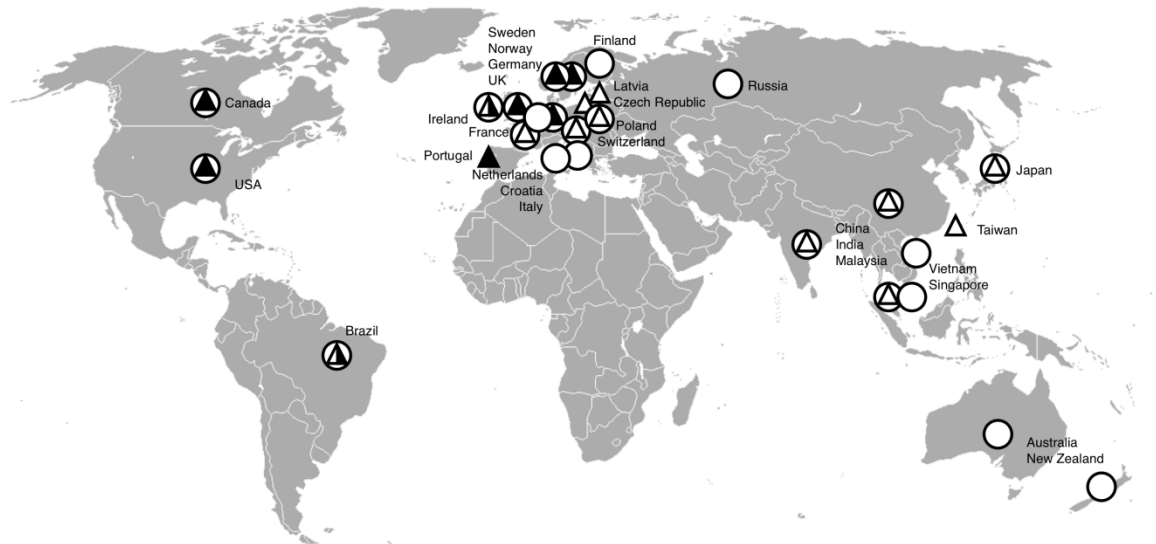 Sweden
Norway
Germany
UK
Finland
Russia
Latvia
Czech Republic
Canada
Ireland
France
Poland
Switzerland
Portugal
Netherlands
Croatia
Italy
USA
Japan
China
India
Malaysia
Taiwan
Vietnam
Singapore
Brazil
Australia
New Zealand